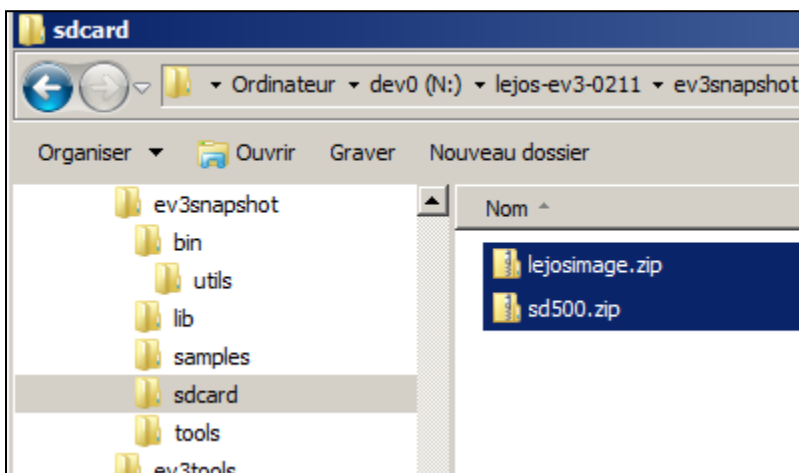 sdcard
Ordinateur dev0 (N:) lejos-ev3-0211 ev3snapshot
Organiser Ouvrir Graver Nouveau dossier
ev3snapshot
bin
utils
lib
samples
sdcard
tools
ev3tools
Nom
lejosimage.zip
sd500.zip